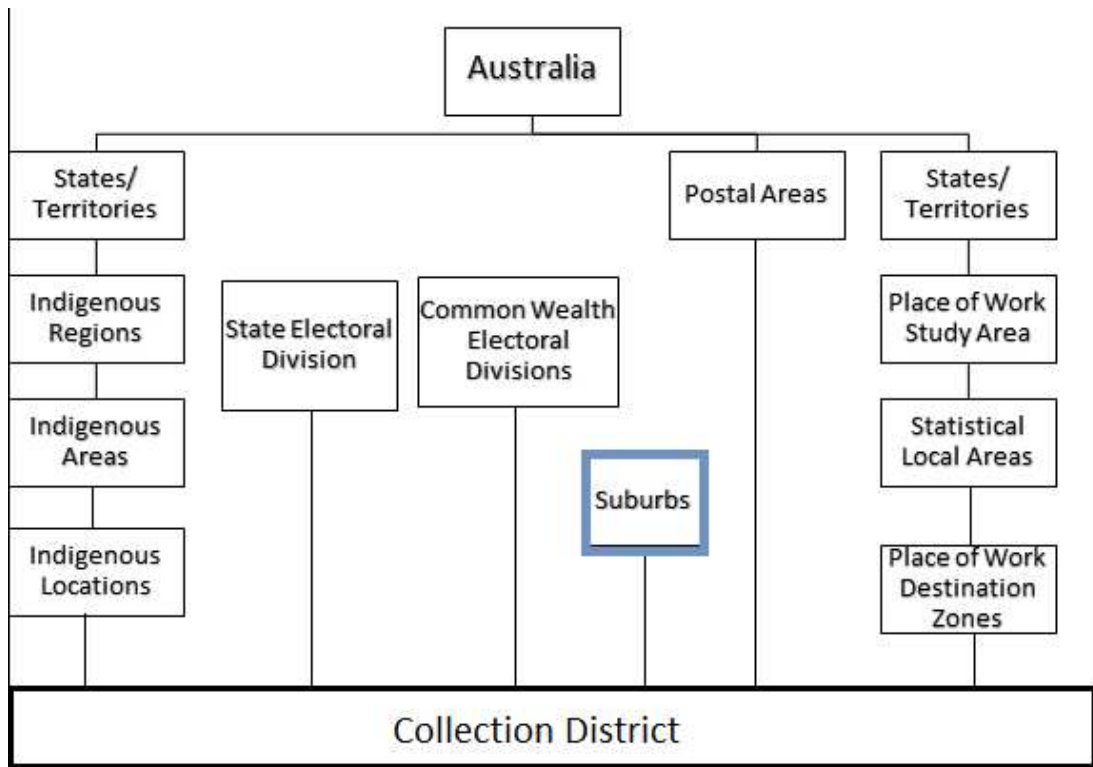 Australia
States/
Territories
Postal Areas
States/
Territories
Indigenous
Regions
State Electoral
Division
Common Wealth
Electoral
Divisions
Place of Work
Study Area
Indigenous
Areas
Statistical
Local Areas
Suburbs
Indigenous
Locations
Place of Work
Destination
Zones
Collection District